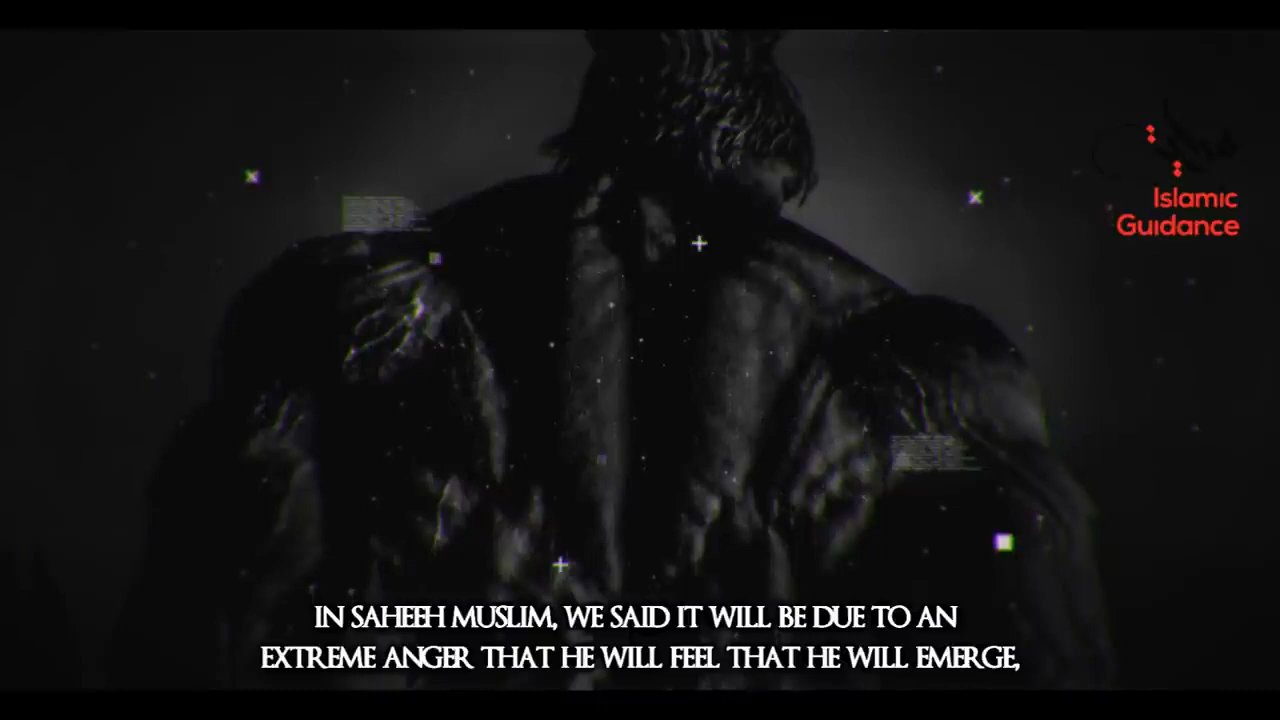 Islamic
Guidance
IN SAHEEH MUSLIM, WE SAID IT WILL BE DUE TO AN
EXTREME ANGER THAT HE WILL FEEL THAT HE WILL EMERGE,